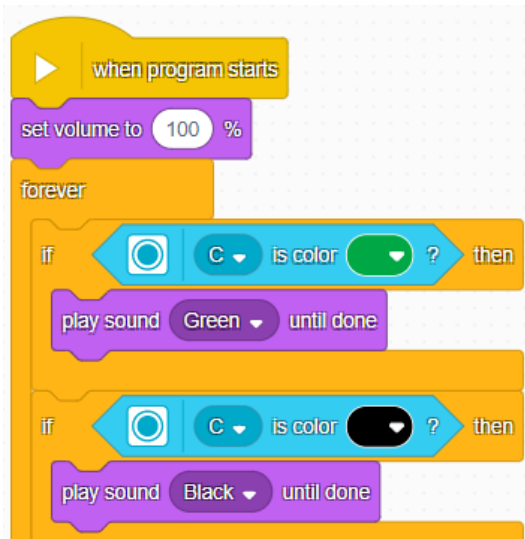 when program starts
set volume to 100 %
forever
if C is color ? then
play sound Green until done
if C is color ? then
play sound Black until done